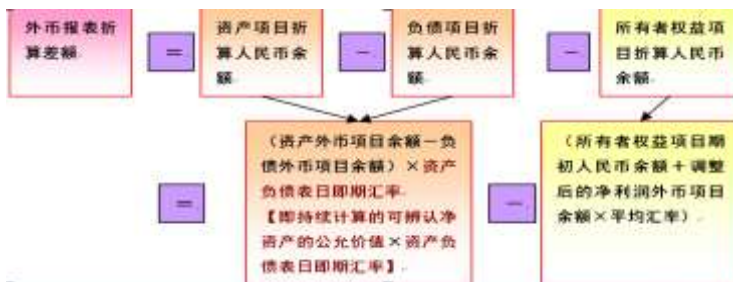 外币报表折
算差额
=
资产项目折
算人民币余
额
-
负债项目折
算人民币余
额
-
所有者权益项
目折算人民币
余额
=
（资产外币项目余额－负
债外币项目余额）×资产
负债表日即期汇率
【即持续计算的可辨认净
资产的公允价值×资产负
债表日即期汇率】
-
（所有者权益项目期
初人民币余额＋调整
后的净利润外币项目
余额×平均汇率）